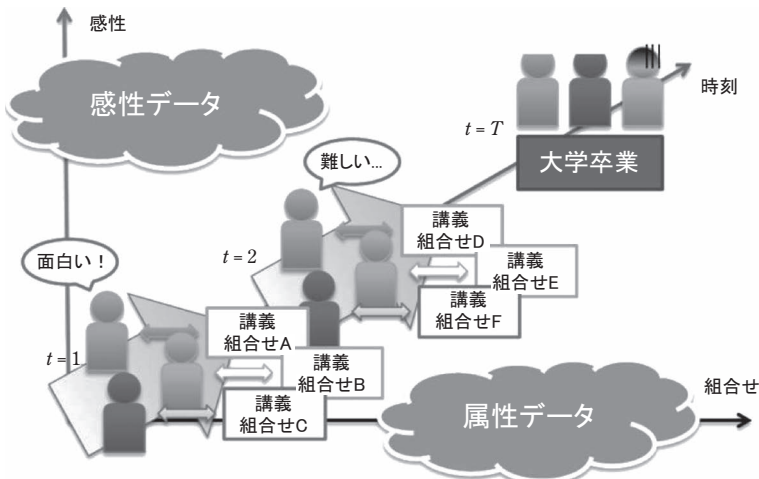 感性
感性データ
時刻
t = T
大学卒業
難しい...
講義
組合せD
面白い！
t = 2
講義
組合せE
講義
組合せF
講義
組合せA
t = 1
講義
組合せB
組合せ
講義
組合せC
属性データ